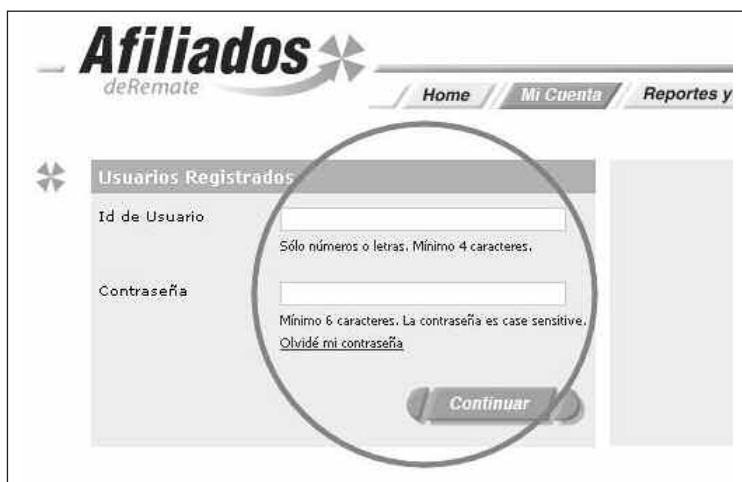 Afiliados
deRemate
Home Mi Cuenta Reportes y
Usuarios Registrados
Id de Usuario
Sólo números o letras. Mínimo 4 caracteres.
Contraseña
Mínimo 6 caracteres. La contraseña es case sensitive.
Olvidé mi contraseña
Continuar